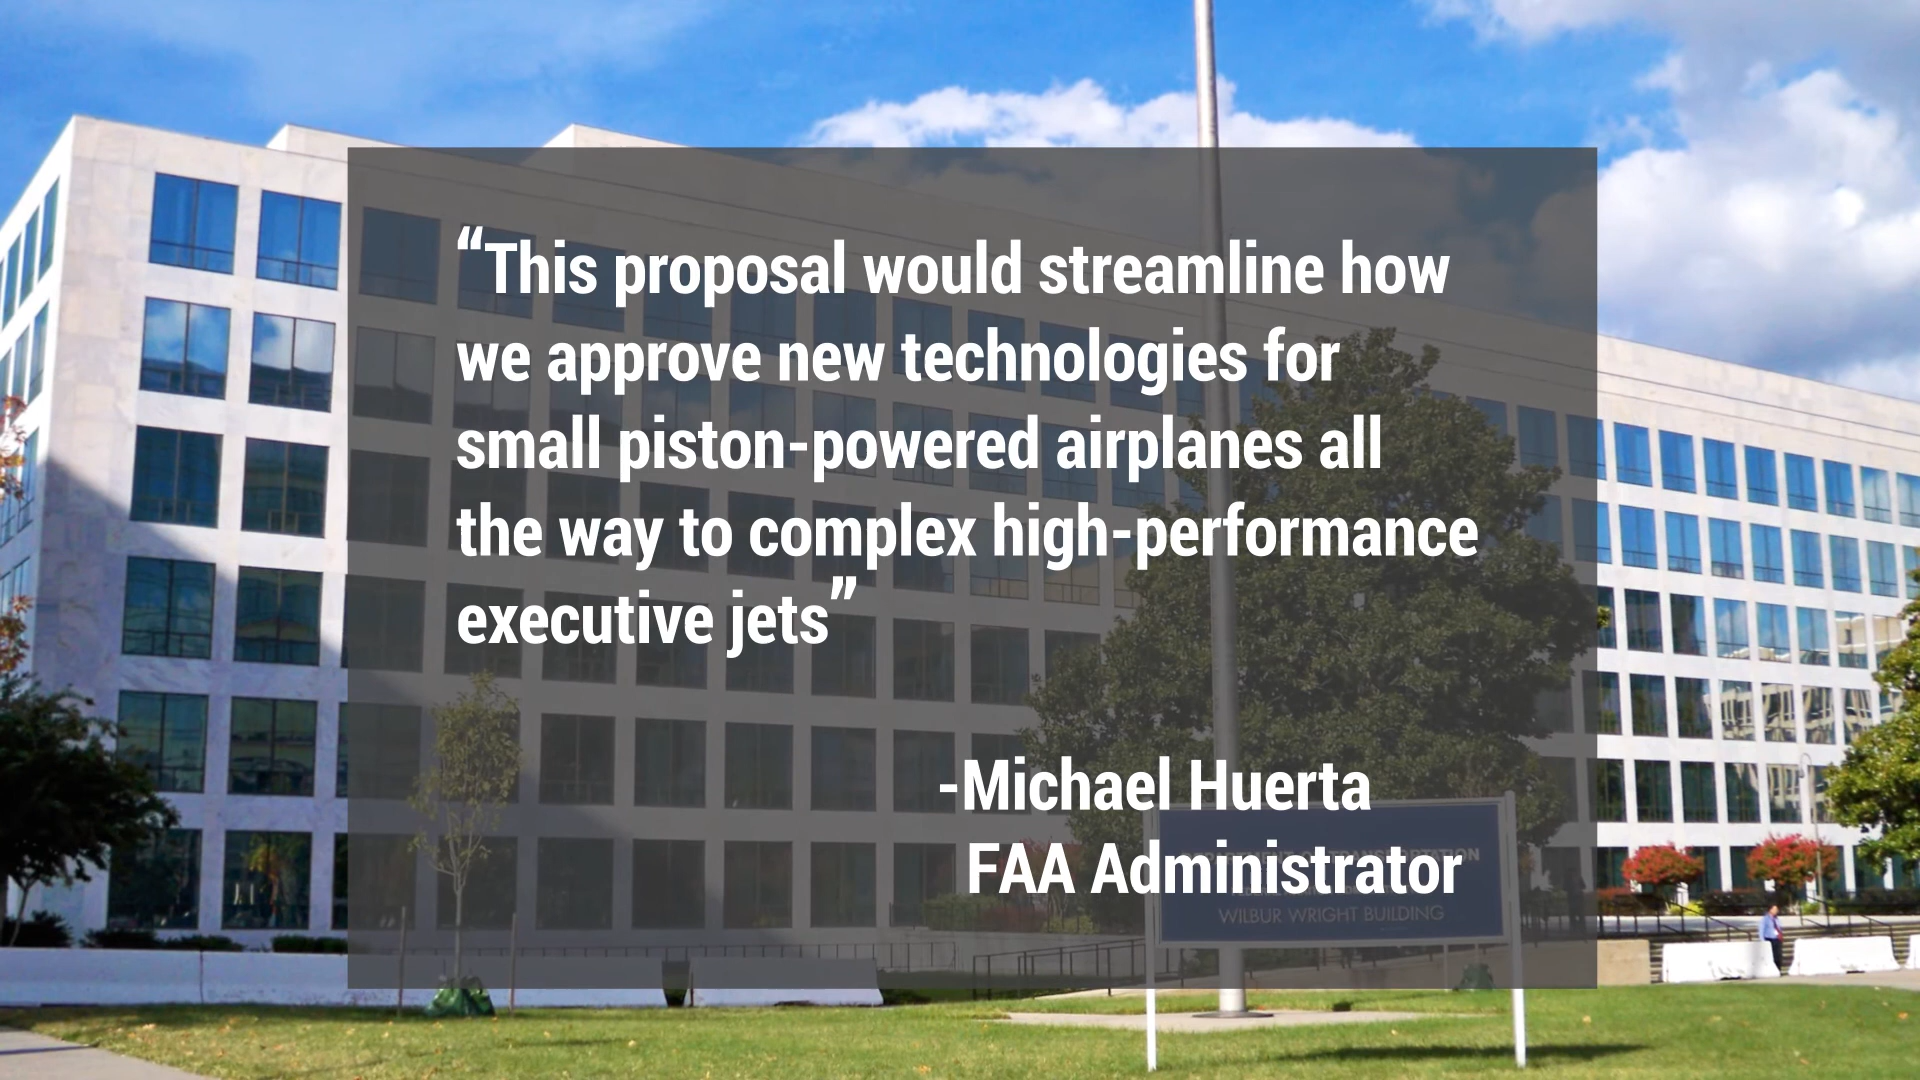 “This proposal would streamline how
we approve new technologies for
small piston-powered airplanes all
the way to complex high-performance
executive jets”
-Michael Huerta
FAA Administrator
TRANSPORTATION
WILBUR WRIGHT BUILDING